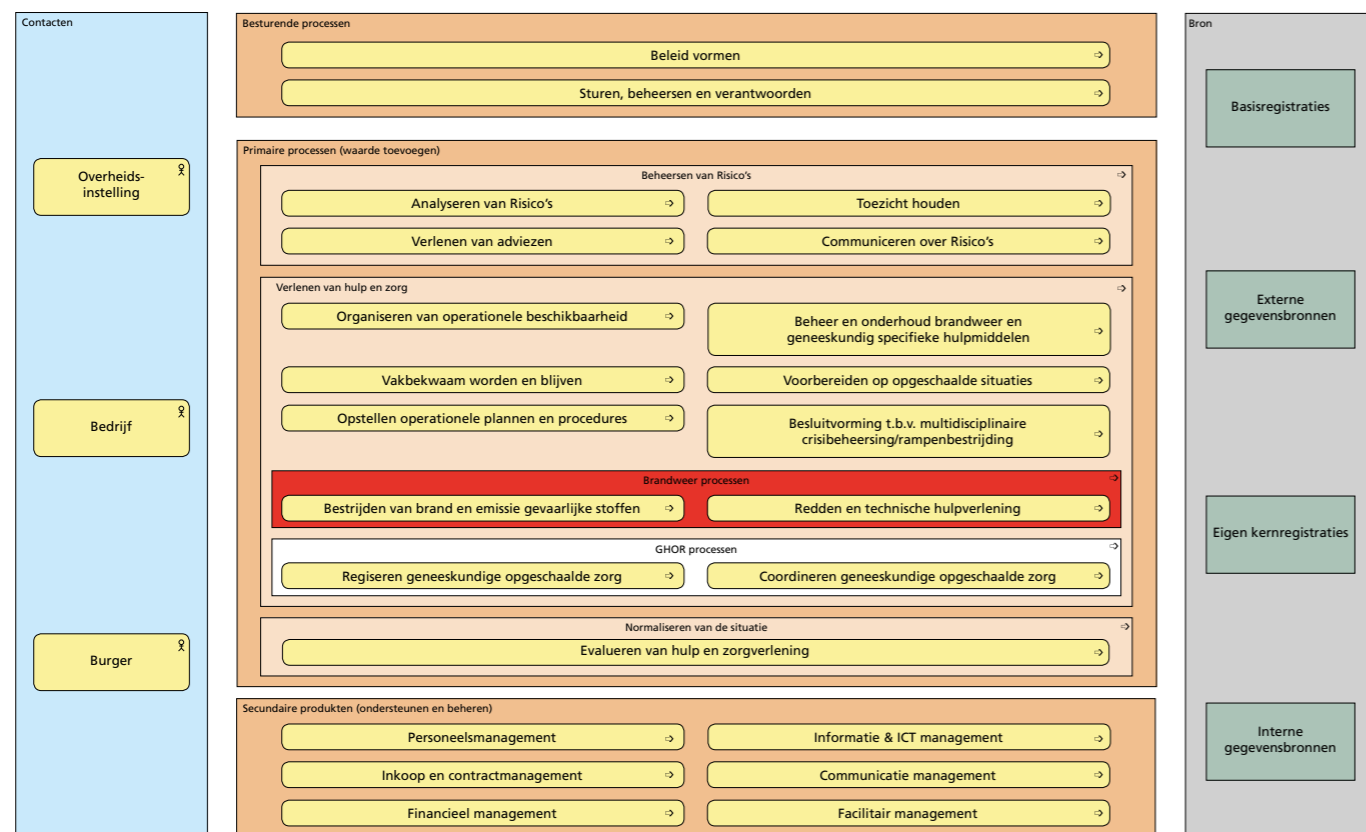 Contacten
Overheids-
instelling
Bedrijf
Burger
Besturende processen
Beleid vormen
Sturen, beheersen en verantwoorden
Primaire processen (waarde toevoegen)
Beheersen van Risico's
Analyseren van Risico's
Toezicht houden
Verlenen van adviezen
Communiceren over Risico's
Verlenen van hulp en zorg
Organiseren van operationele beschikbaarheid
Beheer en onderhoud brandweer en
geneeskundig specifieke hulpmiddelen
Vakbekwaam worden en blijven
Voorbereiden op opgeschaalde situaties
Opstellen operationele plannen en procedures
Besluitvorming t.b.v. multidisciplinaire
crisibeheersing/rampenbestrijding
Brandweer processen
Bestrijden van brand en emissie gevaarlijke stoffen
Redden en technische hulpverlening
GHOR processen
Regiseren geneeskundige opgeschaalde zorg
Coordineren geneeskundige opgeschaalde zorg
Normaliseren van de situatie
Evalueren van hulp en zorgverlening
Secundaire produkten (ondersteunen en beheren)
Personeelsmanagement
Informatie & ICT management
Inkoop en contractmanagement
Communicatie management
Financieel management
Facilitair management
Bron
Basisregistraties
Externe
gegevensbronnen
Eigen kernregistraties
Interne
gegevensbronnen